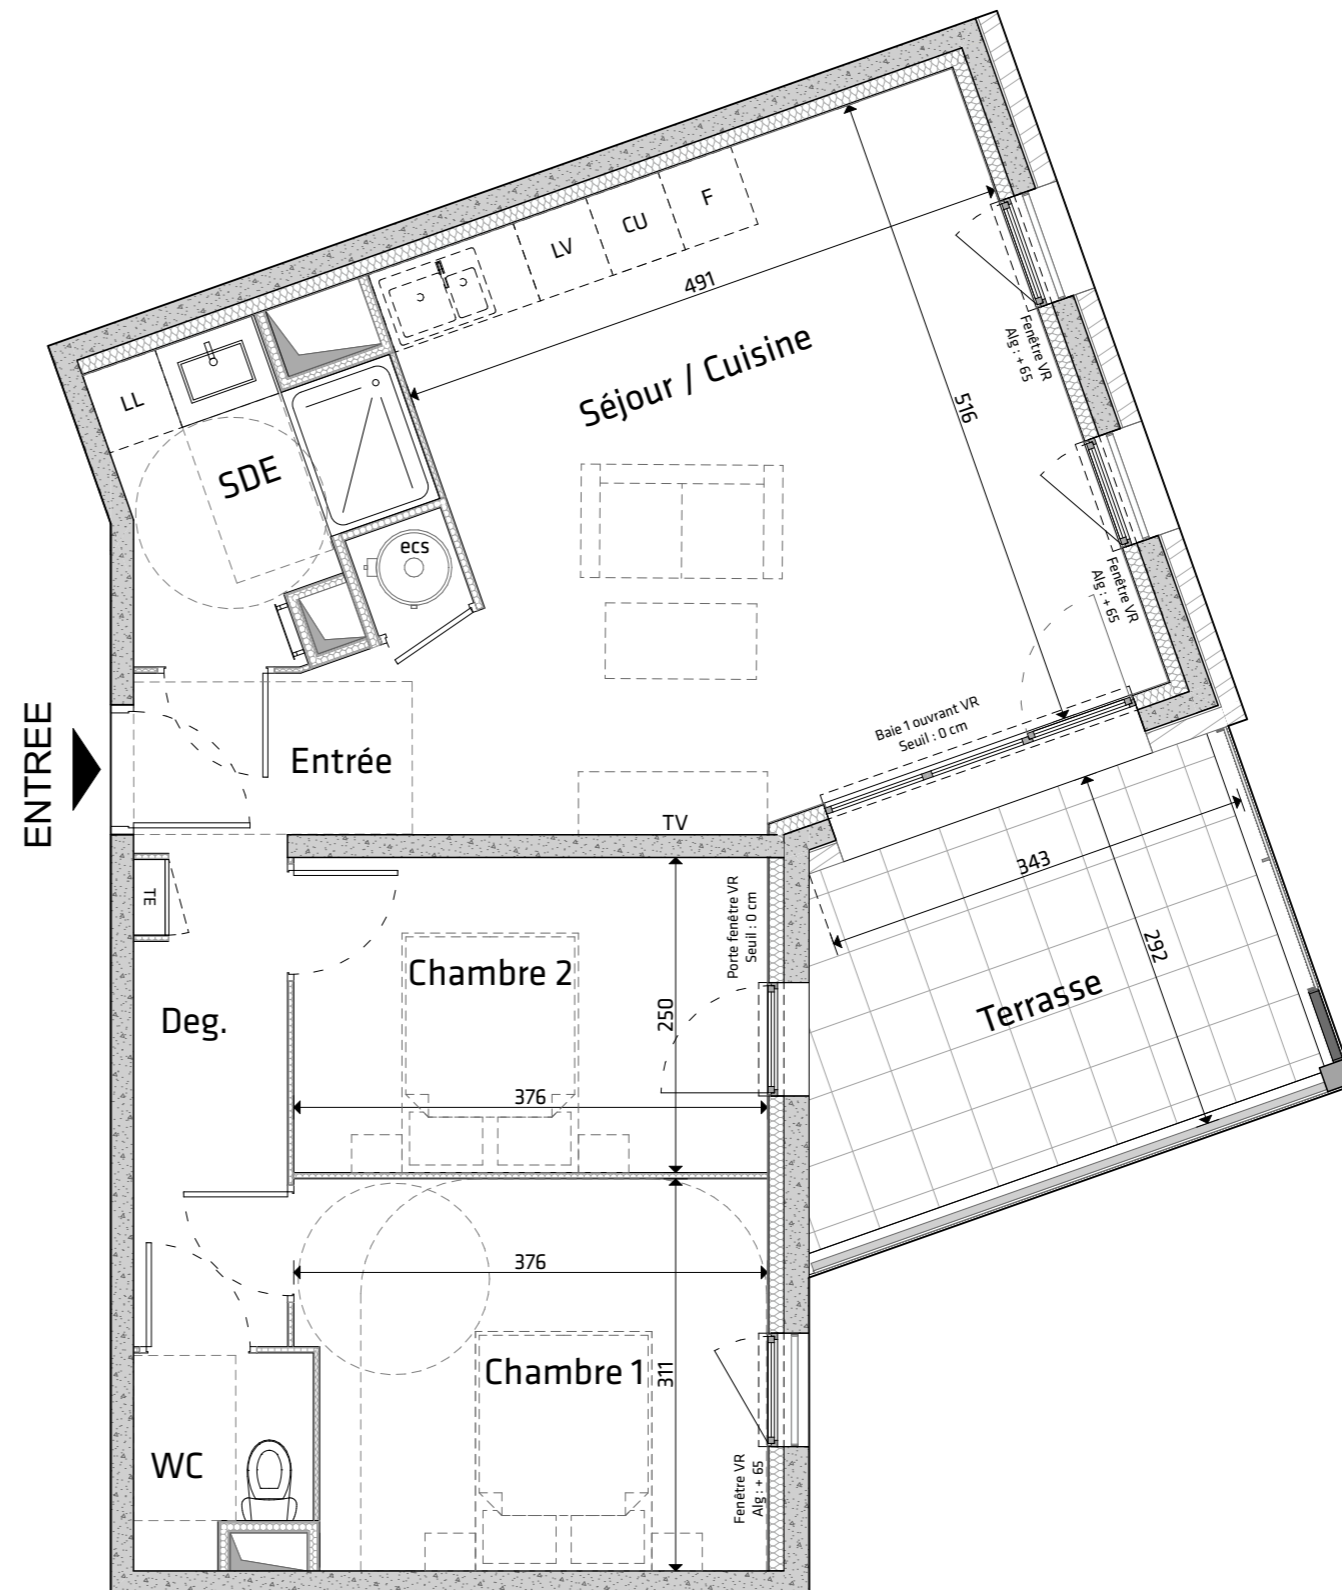 F
CU
LV
491
Séjour / Cuisine
516
Fenêtre VR
Alg : + 65
LL
SDE
ecs
Fenêtre VR
Alg : + 65
ENTREE
Entrée
Baie 1 ouvrant VR
Seuil : 0 cm
TV
343
292
Terrasse
TE
Deg.
Chambre 2
Porte fenêtre VR
Seuil : 0 cm
250
376
376
Chambre 1
311
WC
Fenêtre VR
Alg : + 65